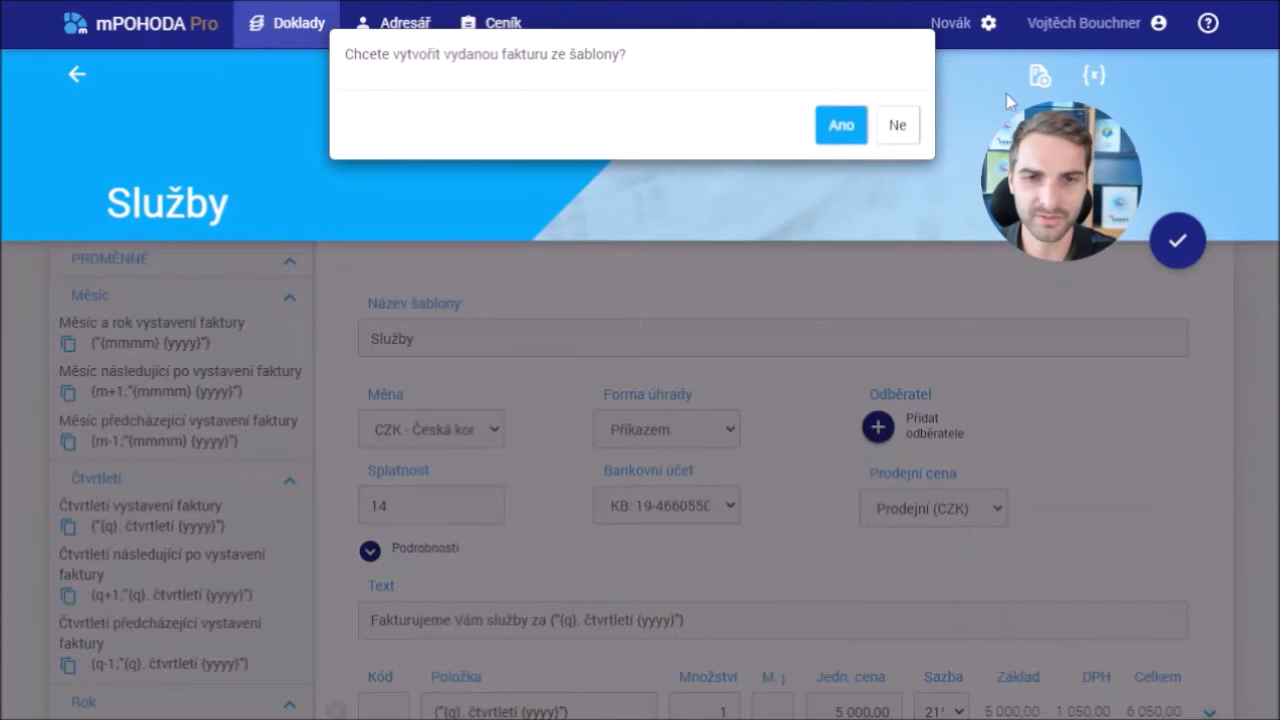 mPOHODA Pro
Doklady
Adresář
Ceník
Novák
Vojtěch Bouchner
Chcete vytvořit vydanou fakturu ze šablony?
Ano
Ne
Služby
PROMĚNNÉ
Měsíc
Měsíc a rok vystavení faktury
{"{mmmm} {yyyy}"}
Měsíc následující po vystavení faktury
{m+1;"{mmmm} {yyyy}"}
Měsíc předcházející vystavení faktury
{m-1;"{mmmm} {yyyy}"}
Čtvrtletí
Čtvrtletí vystavení faktury
{"{q}. čtvrtletí {yyyy}"}
Čtvrtletí následující po vystavení
faktury
{q+1;"{q}. čtvrtletí {yyyy}"}
Čtvrtletí předcházející vystavení
faktury
{q-1;"{q}. čtvrtletí {yyyy}"}
Rok
Název šablony
Služby
Měna
Forma úhrady
Odběratel
CZK - Česká kor
Příkazem
Přidat
odběratele
Splatnost
Bankovní účet
Prodejní cena
14
KB: 19-4660550
Prodejní (CZK)
Podrobnosti
Text
Fakturujeme Vám služby za {"{q}. čtvrtletí {yyyy}"}
Kód
Položka
Množství
M. j.
Jedn. cena
Sazba
Základ
DPH
Celkem
{"{q}. čtvrtletí {yyyy}"}
1
5 000,00
21%
5 000,00
1 050,00
6 050,00